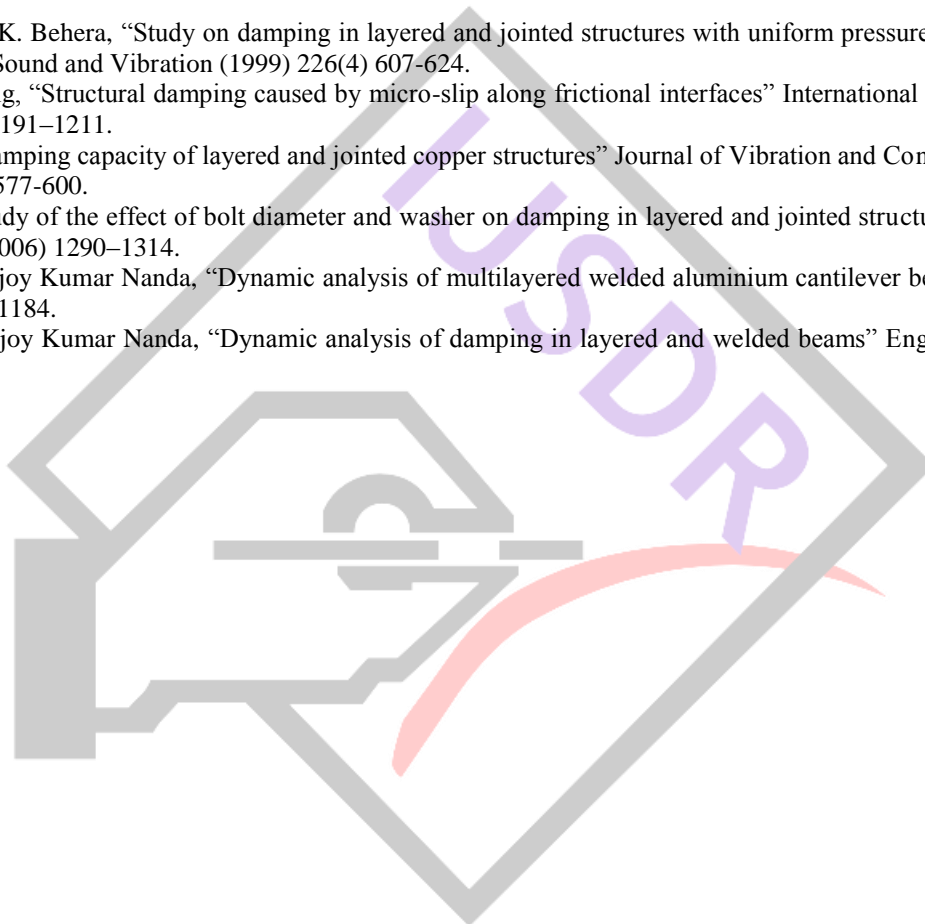 K. Behera, “Study on damping in layered and jointed structures with uniform pressure
Sound and Vibration (1999) 226(4) 607-624.
“Structural damping caused by micro-slip along frictional interfaces” International
191–1211.
amping capacity of layered and jointed copper structures” Journal of Vibration and
577-600.
of the effect of bolt diameter and washer on damping in layered and jointed
006) 1290–1314.
joy Kumar Nanda, “Dynamic analysis of multilayered welded aluminium cantilever
1184.
joy Kumar Nanda, “Dynamic analysis of damping in layered and welded beams” Eng
IJSDR